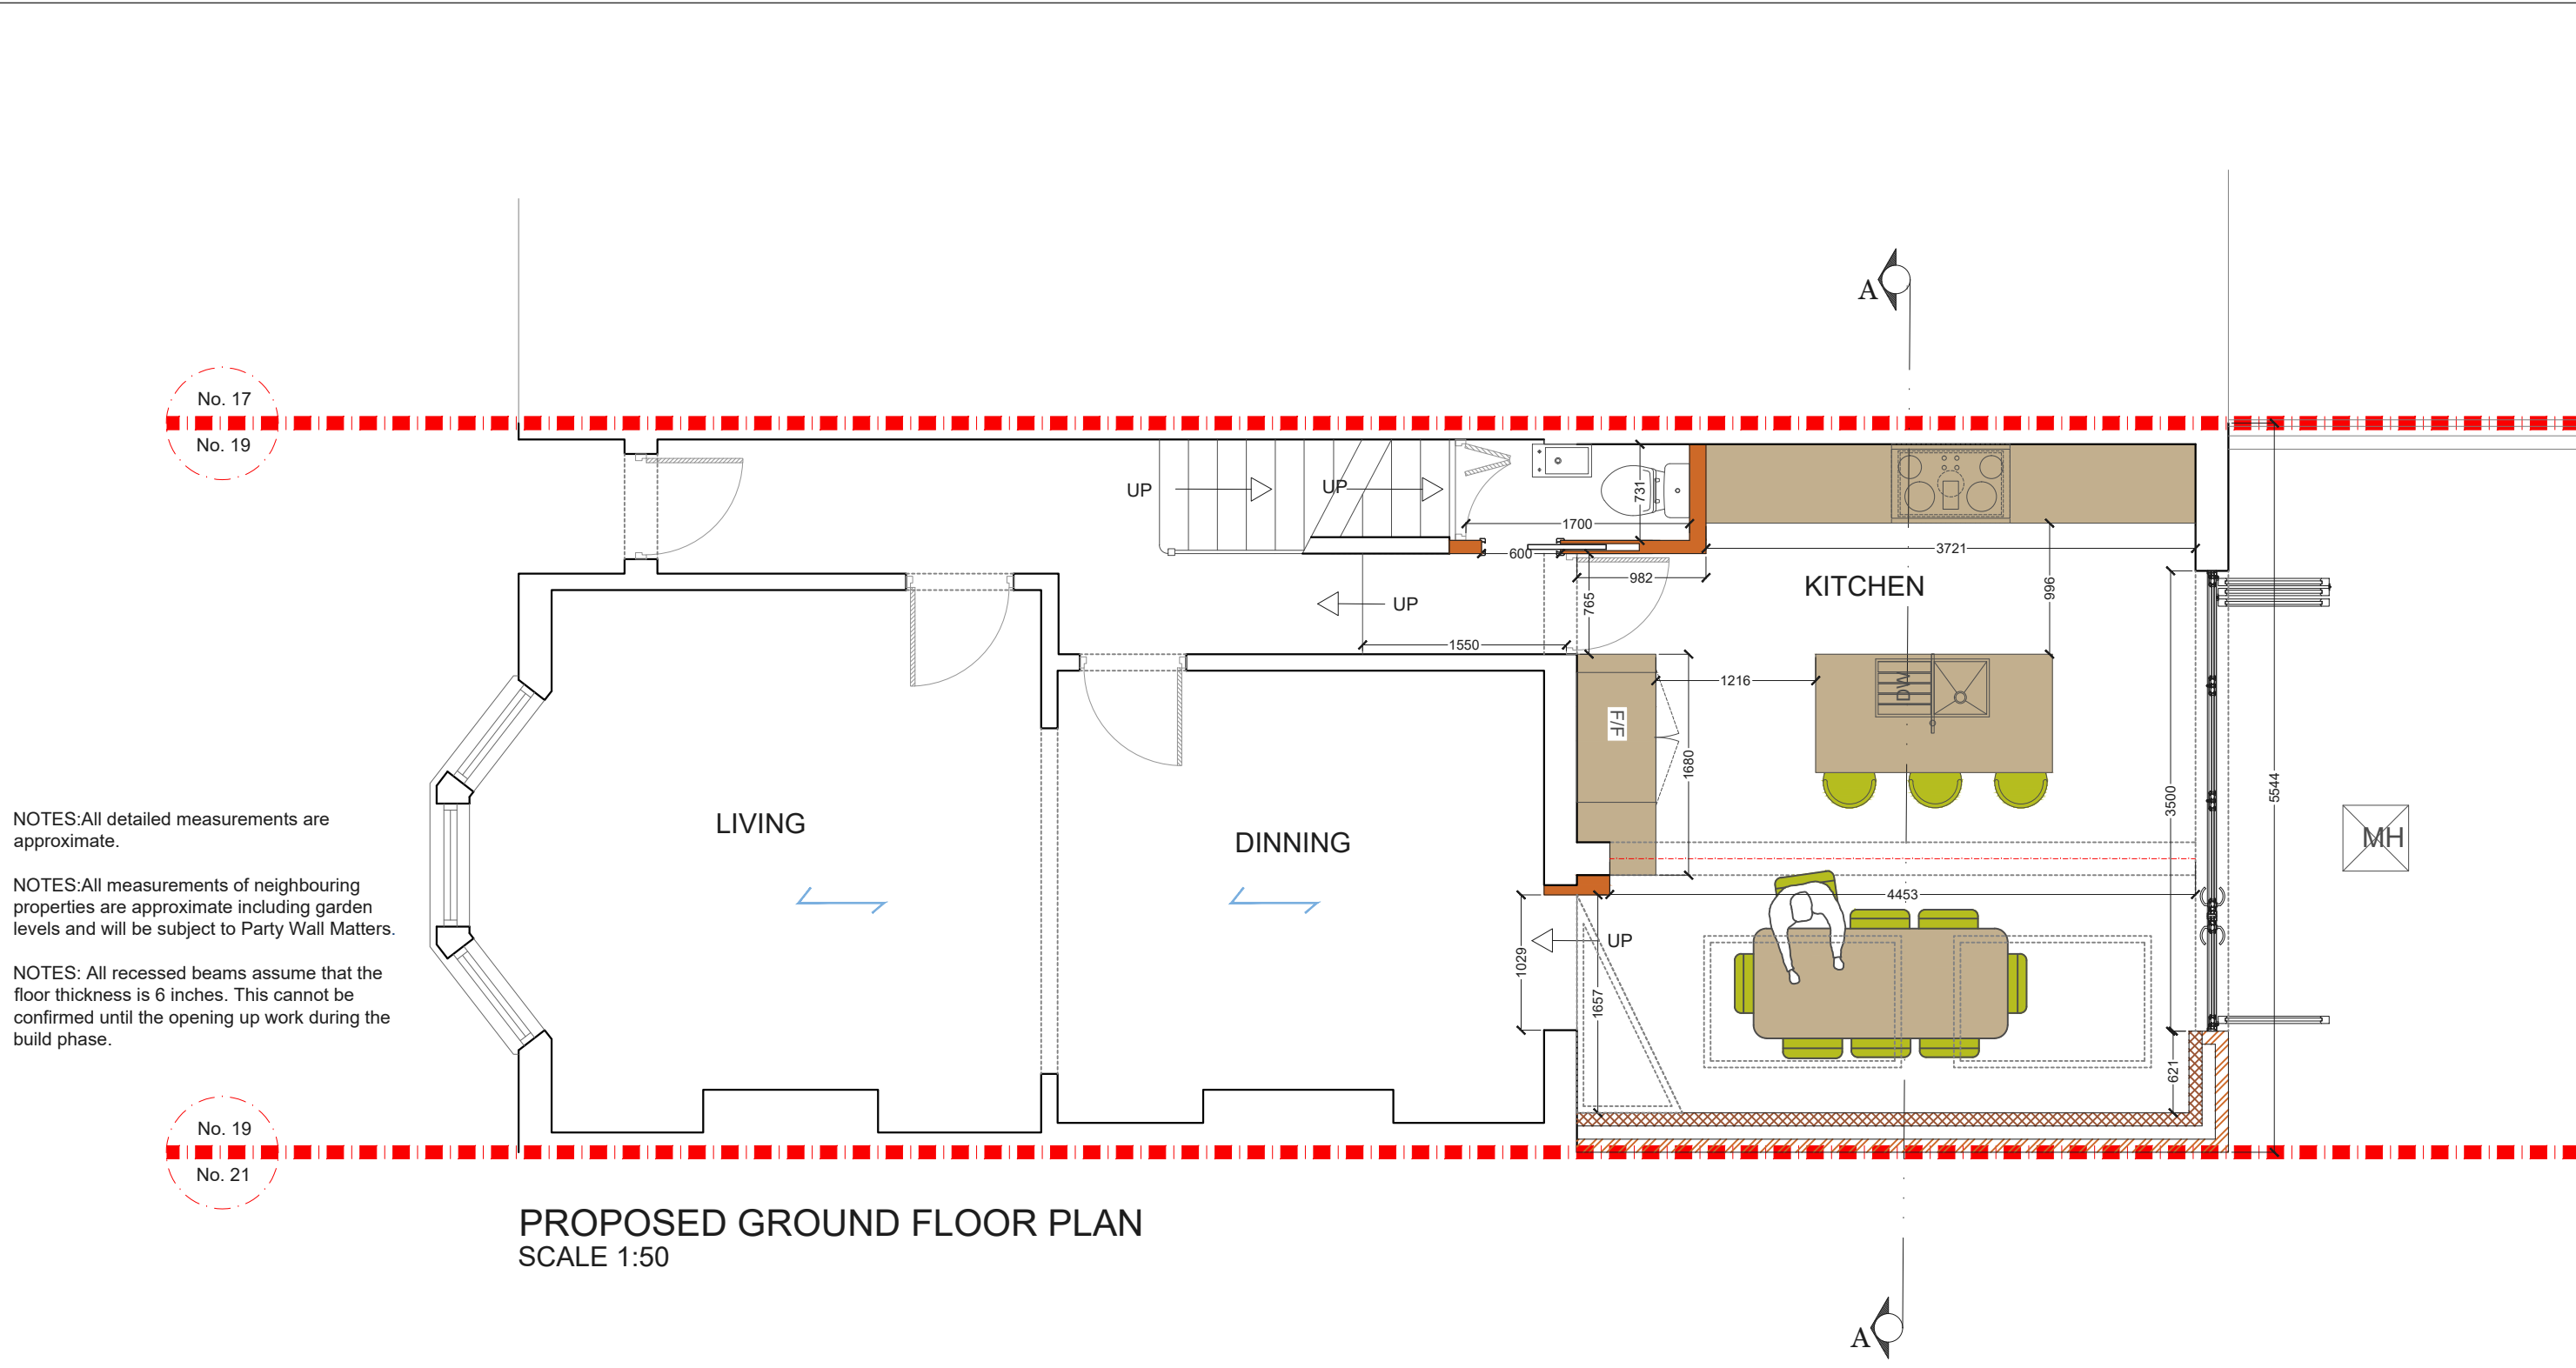 A
No. 17
No. 19
UP
UP
731
1700
600
3721
982
KITCHEN
996
765
UP
1550
1216
DW
F/F
1680
3500
5544
LIVING
DINNING
MH
NOTES:All detailed measurements are
approximate.
NOTES:All measurements of neighbouring
properties are approximate including garden
levels and will be subject to Party Wall Matters.
NOTES: All recessed beams assume that the
floor thickness is 6 inches. This cannot be
confirmed until the opening up work during the
build phase.
4453
UP
1029
1657
621
No. 19
No. 21
PROPOSED GROUND FLOOR PLAN
SCALE 1:50
A